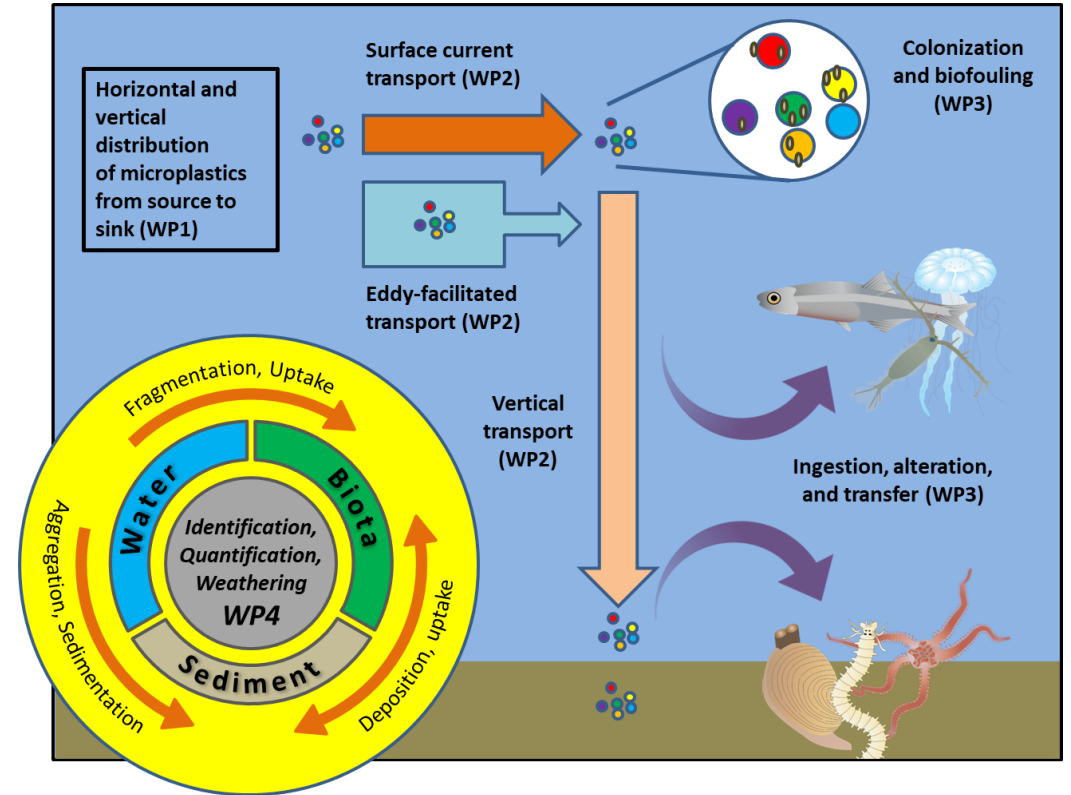 Horizontal and
vertical
distribution
of microplastics
from source to
sink (WP1)
Surface current
transport (WP2)
Colonization
and biofouling
(WP3)
Eddy-facilitated
transport (WP2)
Vertical
transport
(WP2)
Ingestion, alteration,
and transfer (WP3)
Fragmentation, Uptake
Water
Biota
Sediment
Identification,
Quantification,
Weathering
WP4
Aggregation, Sedimentation
Deposition, uptake